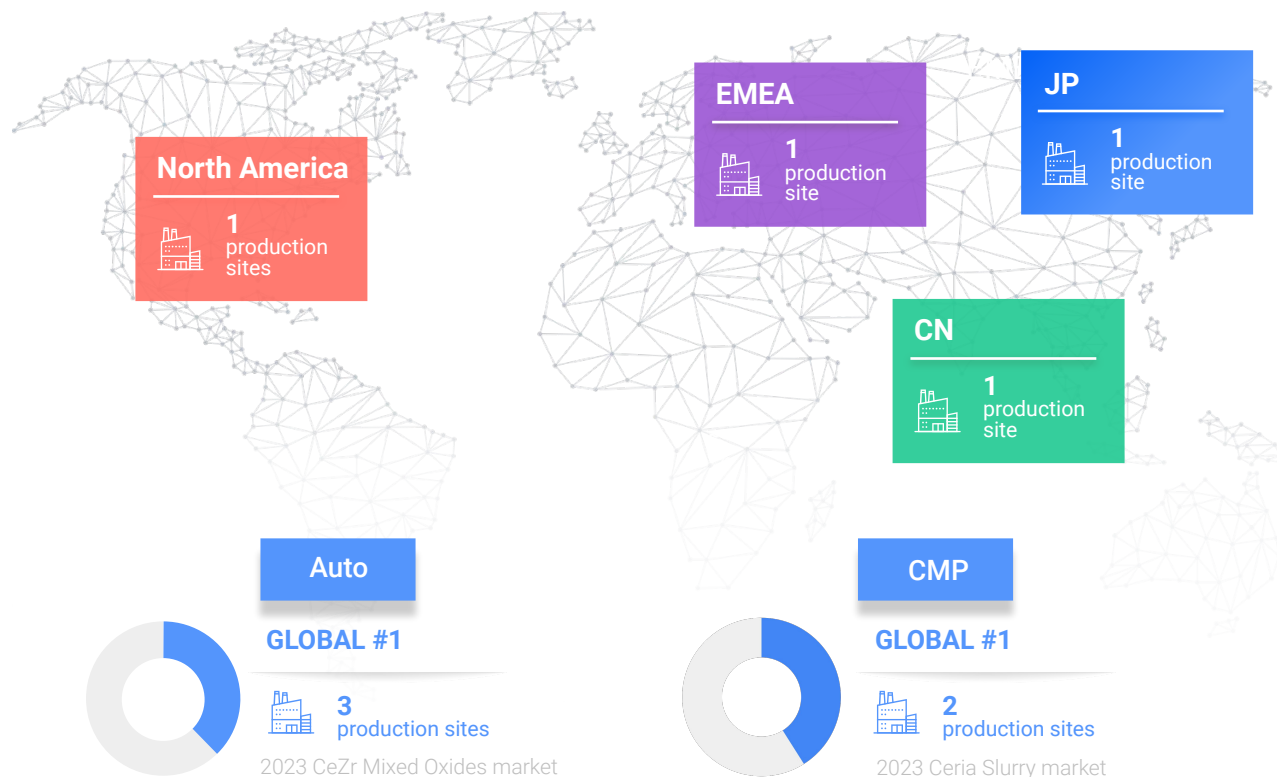 North America
1
production
sites
EMEA
1
production
site
JP
1
production
site
CN
1
production
site
Auto
GLOBAL #1
3
production sites
2023 CeZr Mixed Oxides market
CMP
GLOBAL #1
2
production sites
2023 Ceria Slurry market